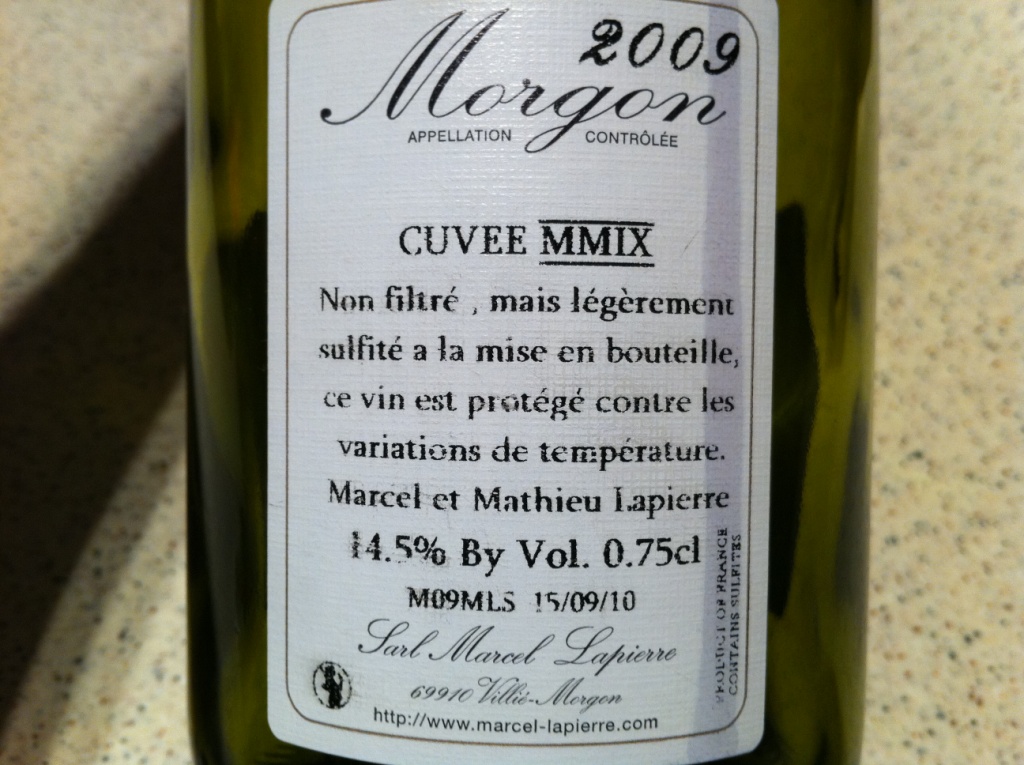 2009
Morgon
APPELLATION CONTRÔLÉE
CUVEE MMIX
Non filtré , mais légèrement
sulfité a la mise en bouteille,
ce vin est protégé contre les
variations de température.
Marcel et Mathieu Lapierre
14.5% By Vol. 0.75cl
M09MLS 15/09/10
Sarl Marcel Lapierre
69910 Villié-Morgon
http://www.marcel-lapierre.com
PRODUCT OF FRANCE
CONTAINS SULFITES